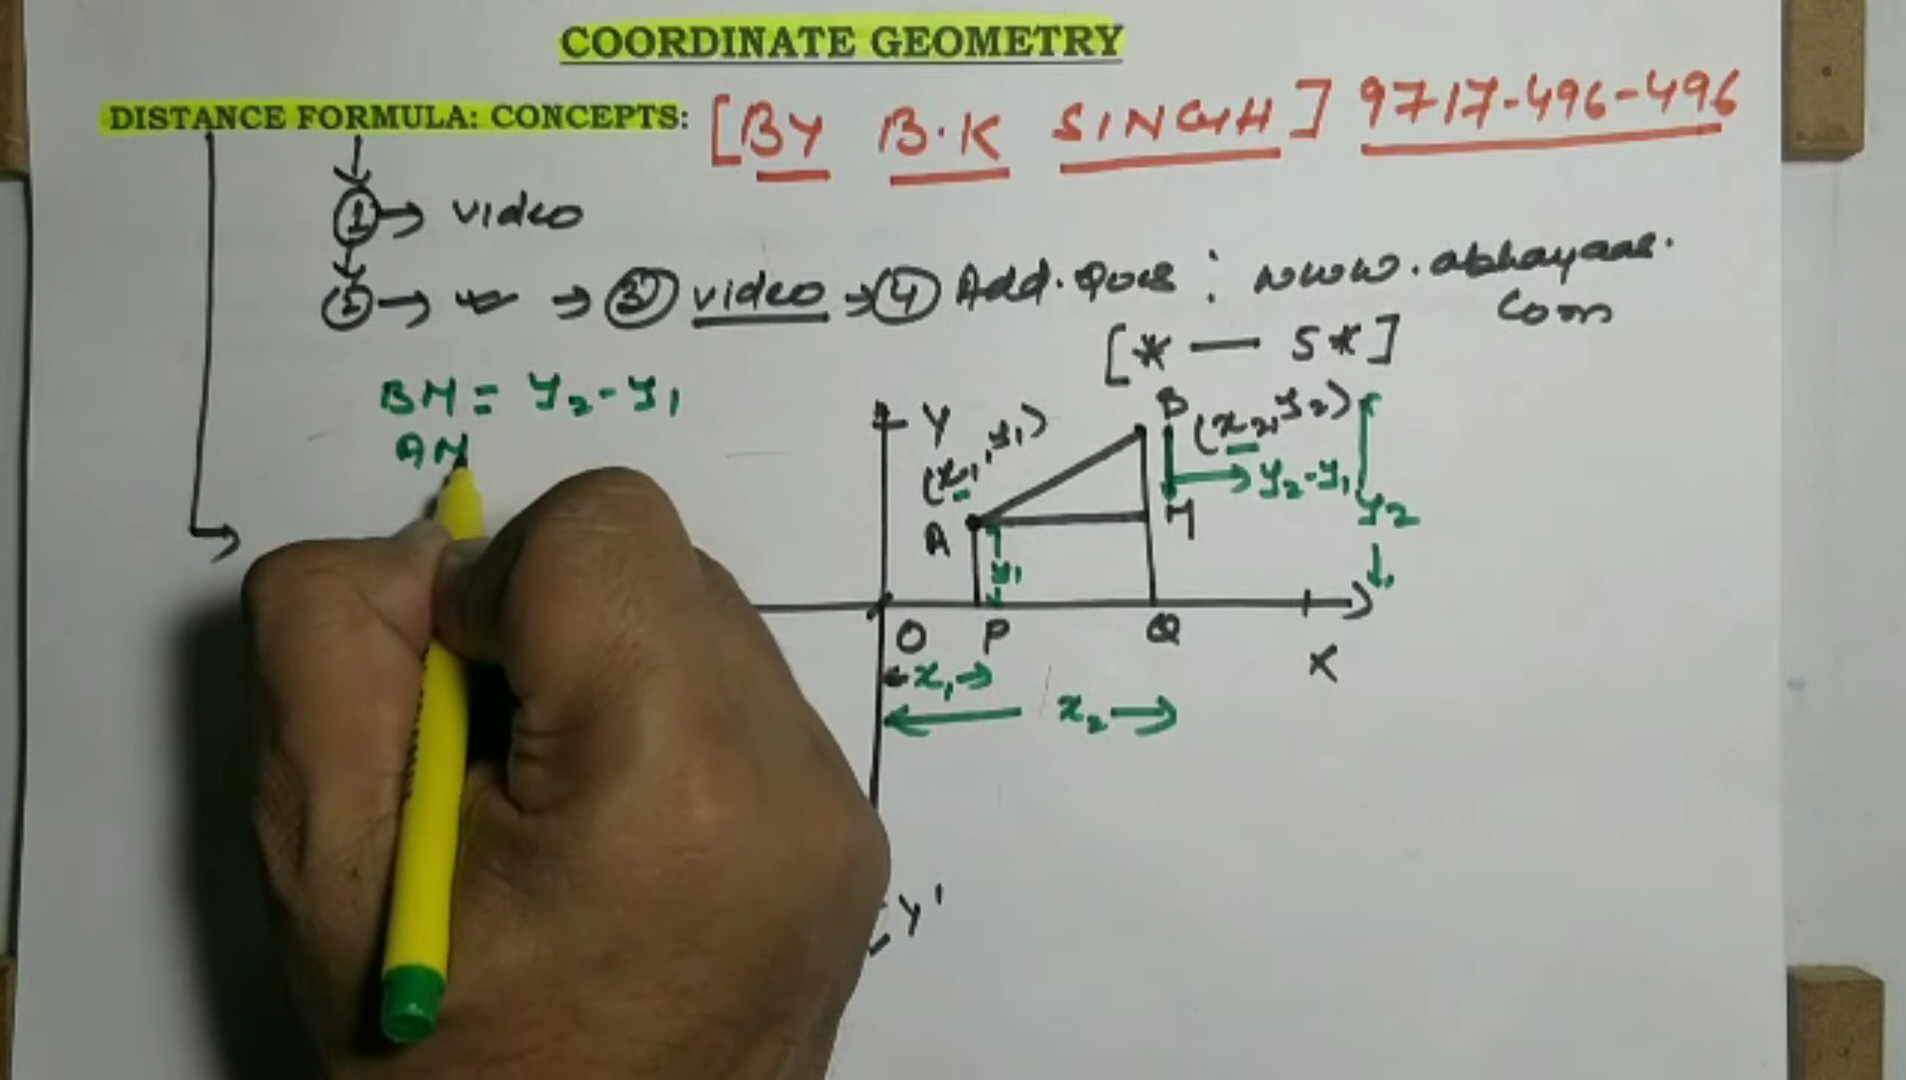 COORDINATE GEOMETRY
DISTANCE FORMULA: CONCEPTS: [BY B.K SINGH] 9717-496-496
1 → video
2 → → 3 video → 4 Add. Ques : www.abhayaas.
com
[* — 5*]
BM = y₂-y₁
AM
Y
(x₁, y₁)
B
(x₂, y₂)
y₂-y₁
A
M
y₂
y₁
O P Q
X
x₁
x₂
Y'